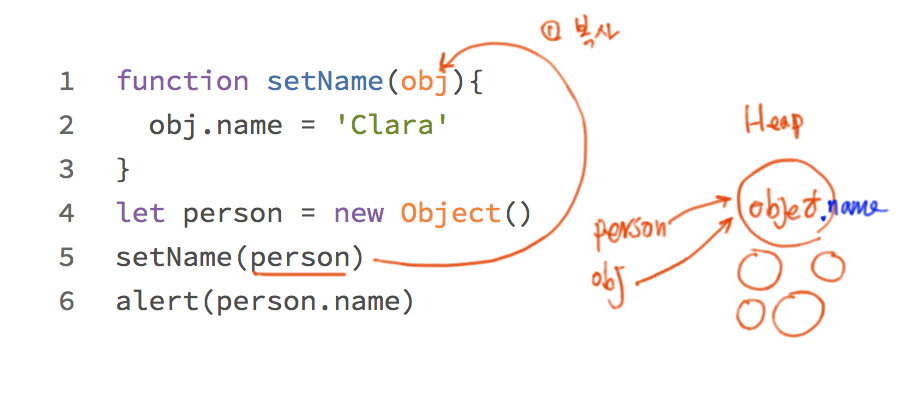 ① 복사
1 function setName(obj){
2 obj.name = 'Clara'
3 }
4 let person = new Object()
5 setName(person)
6 alert(person.name)
Heap
object.name
person
obj